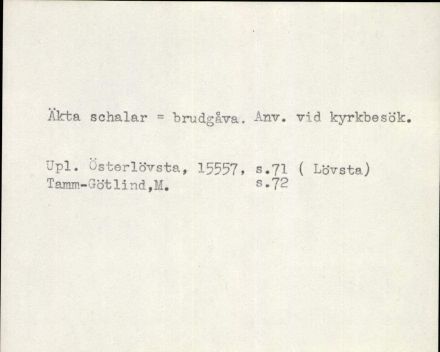 Äkta schalar = brudgåva. Anv. vid kyrkbesök.
Upl. Österlövsta, 15557, s.71 ( Lövsta)
Tamm-Götlind,M. s.72